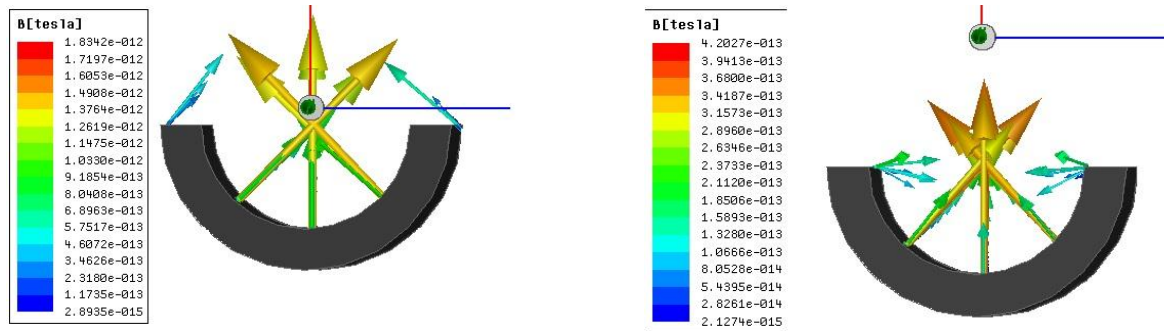 B[tesla]
1.8342e-012
1.7197e-012
1.6053e-012
1.4908e-012
1.3764e-012
1.2619e-012
1.1475e-012
1.0330e-012
9.1854e-013
8.0408e-013
6.8963e-013
5.7517e-013
4.6072e-013
3.4626e-013
2.3180e-013
1.1735e-013
2.8935e-015
B[tesla]
4.2027e-013
3.9413e-013
3.6800e-013
3.4187e-013
3.1573e-013
2.8960e-013
2.6346e-013
2.3733e-013
2.1120e-013
1.8506e-013
1.5893e-013
1.3280e-013
1.0666e-013
8.0528e-014
5.4395e-014
2.8261e-014
2.1274e-015